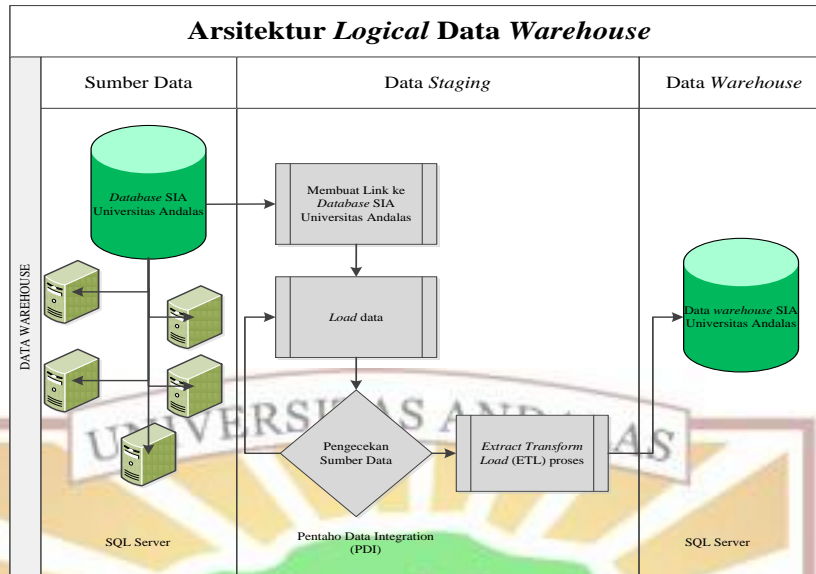 Arsitektur Logical Data Warehouse
Sumber Data
Data Staging
Data Warehouse
DATA WAREHOUSE
Database SIA
Universitas Andalas
Membuat Link ke
Database SIA
Universitas Andalas
Load data
Pengecekan
Sumber Data
Extract Transform
Load (ETL) proses
Data warehouse SIA
Universitas Andalas
UNIVERSITAS ANDALAS
SQL Server
Pentaho Data Integration
(PDI)
SQL Server